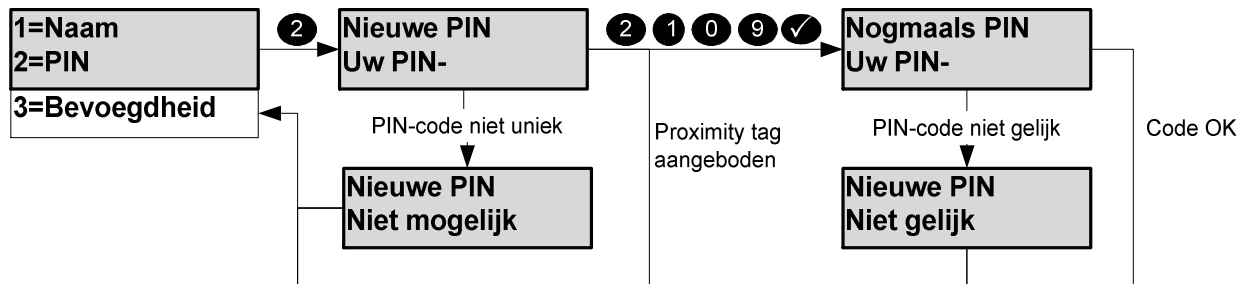 1=Naam
2=PIN
3=Bevoegdheid
2
Nieuwe PIN
Uw PIN-
PIN-code niet uniek
Nieuwe PIN
Niet mogelijk
2 1 0 9 ✓
Proximity tag
aangeboden
Nogmaals PIN
Uw PIN-
PIN-code niet gelijk
Nieuwe PIN
Niet gelijk
Code OK